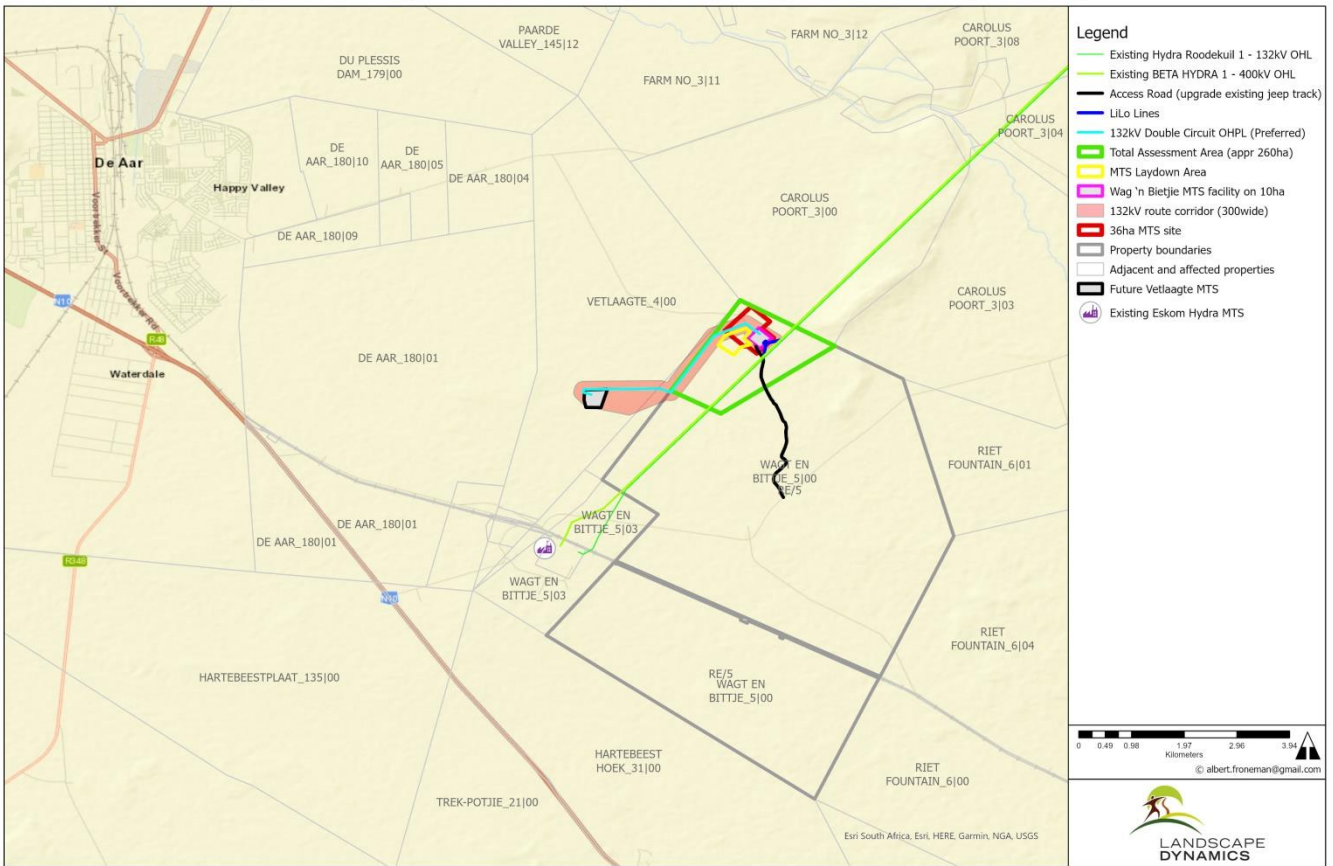 PAARDE
VALLEY_145|12
FARM NO_3|12
CAROLUS
POORT_3|08
DU PLESSIS
DAM_179|00
FARM NO_3|11
CAROLUS
POORT_3|04
De Aar
DE
AAR_180|10
DE
AAR_180|05
DE AAR_180|04
Happy Valley
Voortrekker St
CAROLUS
POORT_3|00
DE AAR_180|09
Voortrekker Rd
N10
VETLAAGTE_4|00
CAROLUS
POORT_3|03
R48
DE AAR_180|01
Waterdale
WAGT EN
BITTJE_5|00
RE/5
RIET
FOUNTAIN_6|01
DE AAR_180|01
DE AAR_180|01
WAGT EN
BITTJE_5|03
R348
N10
WAGT EN
BITTJE_5|03
RIET
FOUNTAIN_6|04
HARTEBEESTPLAAT_135|00
RE/5
WAGT EN
BITTJE_5|00
HARTEBEEST
HOEK_31|00
RIET
FOUNTAIN_6|00
TREK-POTJIE_21|00
Esri South Africa, Esri, HERE, Garmin, NGA, USGS
Legend
Existing Hydra Roodekuil 1 - 132kV OHL
Existing BETA HYDRA 1 - 400kV OHL
Access Road (upgrade existing jeep track)
LiLo Lines
132kV Double Circuit OHPL (Preferred)
Total Assessment Area (appr 260ha)
MTS Laydown Area
Wag 'n Bietjie MTS facility on 10ha
132kV route corridor (300wide)
36ha MTS site
Property boundaries
Adjacent and affected properties
Future Vetlaagte MTS
Existing Eskom Hydra MTS
0 0.49 0.98 1.97 2.96 3.94
Kilometers
© albert.froneman@gmail.com
LANDSCAPE
DYNAMICS